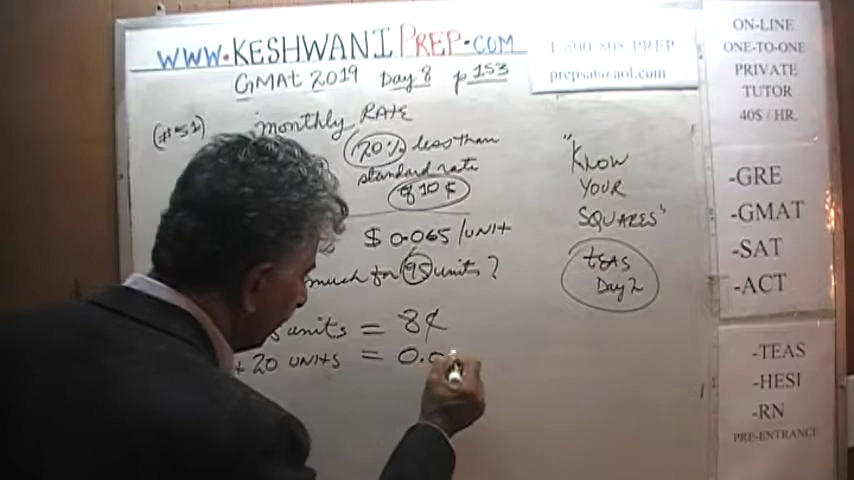 www.KESHWANIPREP.com
1-800-808-PREP
prepsat@aol.com
GMAt 2019 Day 8 p 153
(#51)
monthly RATE
20% less than
standard rate
of 10 ¢
$ 0.065/UNIt
much for 95 units ?
units = 8¢
20 UNITS = 0.0
"KNOW
YOUR
SQUARES"
tEAS
Day 2
ON-LINE
ONE-TO-ONE
PRIVATE
TUTOR
40$ / HR.
-GRE
-GMAT
-SAT
-ACT
-TEAS
-HESI
-RN
PRE-ENTRANCE